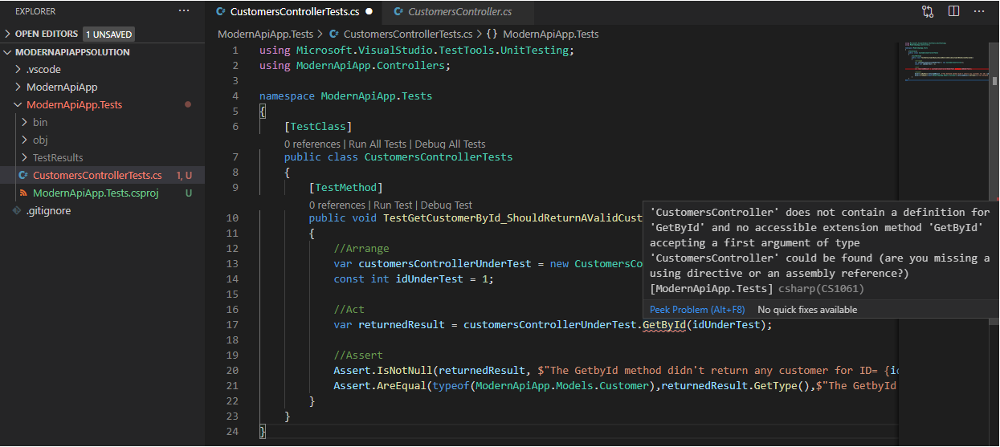 EXPLORER ···
CustomersControllerTests.cs ● CustomersController.cs ···
OPEN EDITORS 1 UNSAVED
ModernApiApp.Tests > CustomersControllerTests.cs > {} ModernApiApp.Tests
MODERNAPIAPPSOLUTION
.vscode
ModernApiApp
ModernApiApp.Tests
bin
obj
TestResults
CustomersControllerTests.cs 1, U
ModernApiApp.Tests.csproj U
.gitignore
1 using Microsoft.VisualStudio.TestTools.UnitTesting;
2 using ModernApiApp.Controllers;
3
4 namespace ModernApiApp.Tests
5 {
6 [TestClass]
0 references | Run All Tests | Debug All Tests
7 public class CustomersControllerTests
8 {
9 [TestMethod]
0 references | Run Test | Debug Test
10 public void TestGetCustomerById_ShouldReturnAValidCust
11 {
12 //Arrange
13 var customersControllerUnderTest = new CustomersCo
14 const int idUnderTest = 1;
15
16 //Act
17 var returnedResult = customersControllerUnderTest.GetById(idUnderTest);
18
19 //Assert
20 Assert.IsNotNull(returnedResult, $"The GetbyId method didn't return any customer for ID= {i
21 Assert.AreEqual(typeof(ModernApiApp.Models.Customer),returnedResult.GetType(),$"The GetbyId
22 }
23 }
24 }
'CustomersController' does not contain a definition for
'GetById' and no accessible extension method 'GetById'
accepting a first argument of type
'CustomersController' could be found (are you missing a
using directive or an assembly reference?)
[ModernApiApp.Tests] csharp(CS1061)
Peek Problem (Alt+F8) No quick fixes available